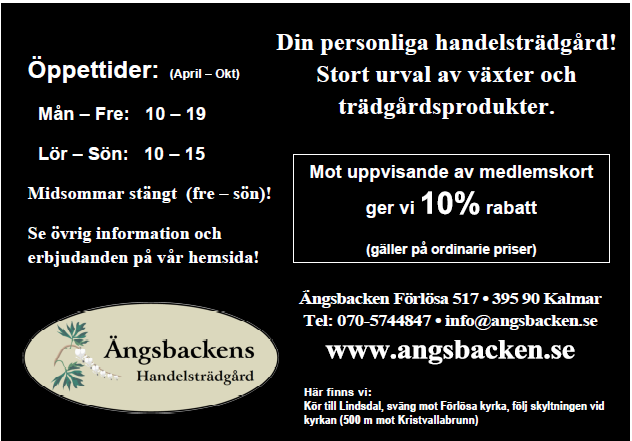 Öppettider: (April – Okt)
Mån – Fre: 10 – 19
Lör – Sön: 10 – 15
Midsommar stängt (fre – sön)!
Se övrig information och
erbjudanden på vår hemsida!
Ängsbackens
Handelsträdgård
Din personliga handelsträdgård!
Stort urval av växter och
trädgårdsprodukter.
Mot uppvisande av medlemskort
ger vi 10% rabatt
(gäller på ordinarie priser)
Ängsbacken Förlösa 517 • 395 90 Kalmar
Tel: 070-5744847 • info@angsbacken.se
www.angsbacken.se
Här finns vi:
Kör till Lindsdal, sväng mot Förlösa kyrka, följ skyltningen vid
kyrkan (500 m mot Kristvallabrunn)